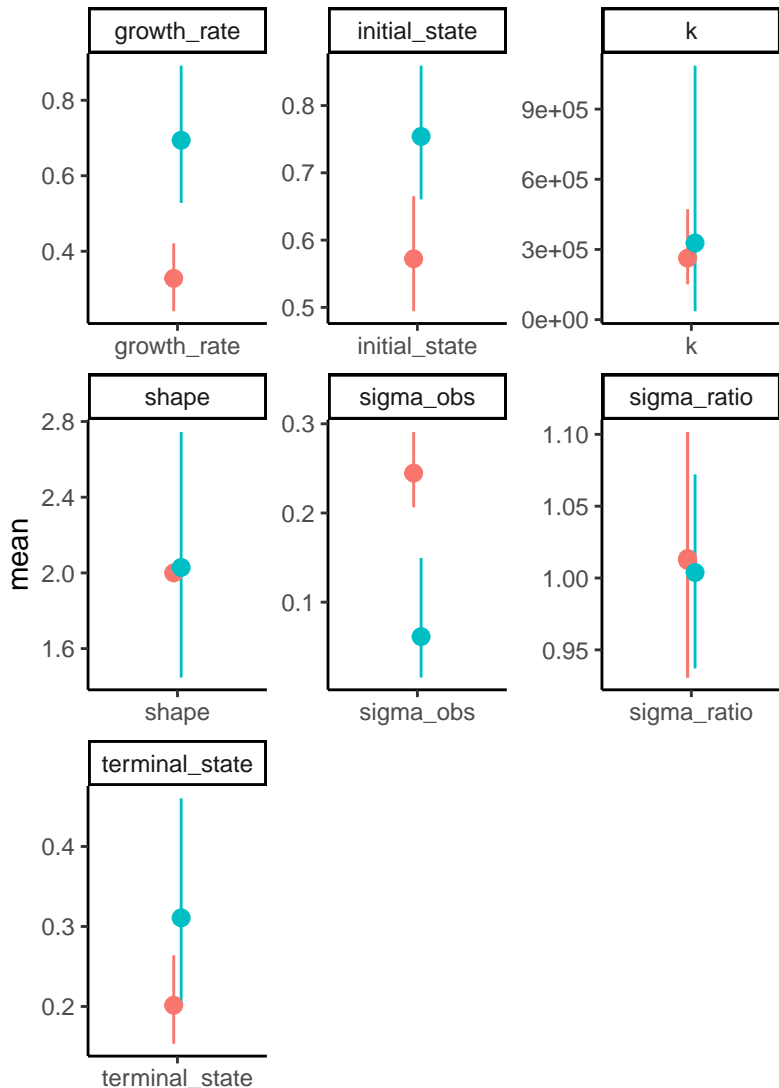 growth_rate initial_state k
0.8
0.6
0.4
growth_rate
0.8
0.7
0.6
0.5
initial_state
9e+05
6e+05
3e+05
0e+00
k
mean
shape sigma_obs sigma_ratio
2.8
2.4
2.0
1.6
shape
0.3
0.2
0.1
sigma_obs
1.10
1.05
1.00
0.95
sigma_ratio
terminal_state
0.4
0.3
0.2
terminal_state